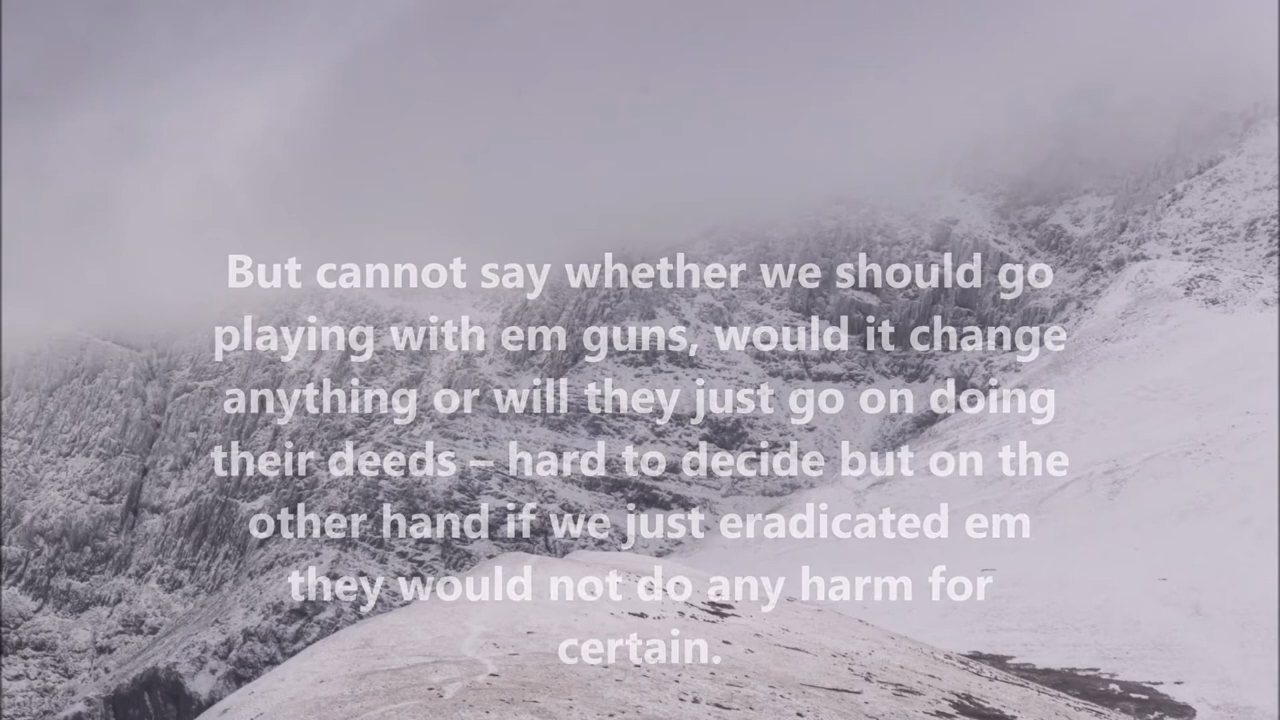 But cannot say whether we should go
playing with em guns, would it change
anything or will they just go on doing
their deeds – hard to decide but on the
other hand if we just eradicated em
they would not do any harm for
certain.